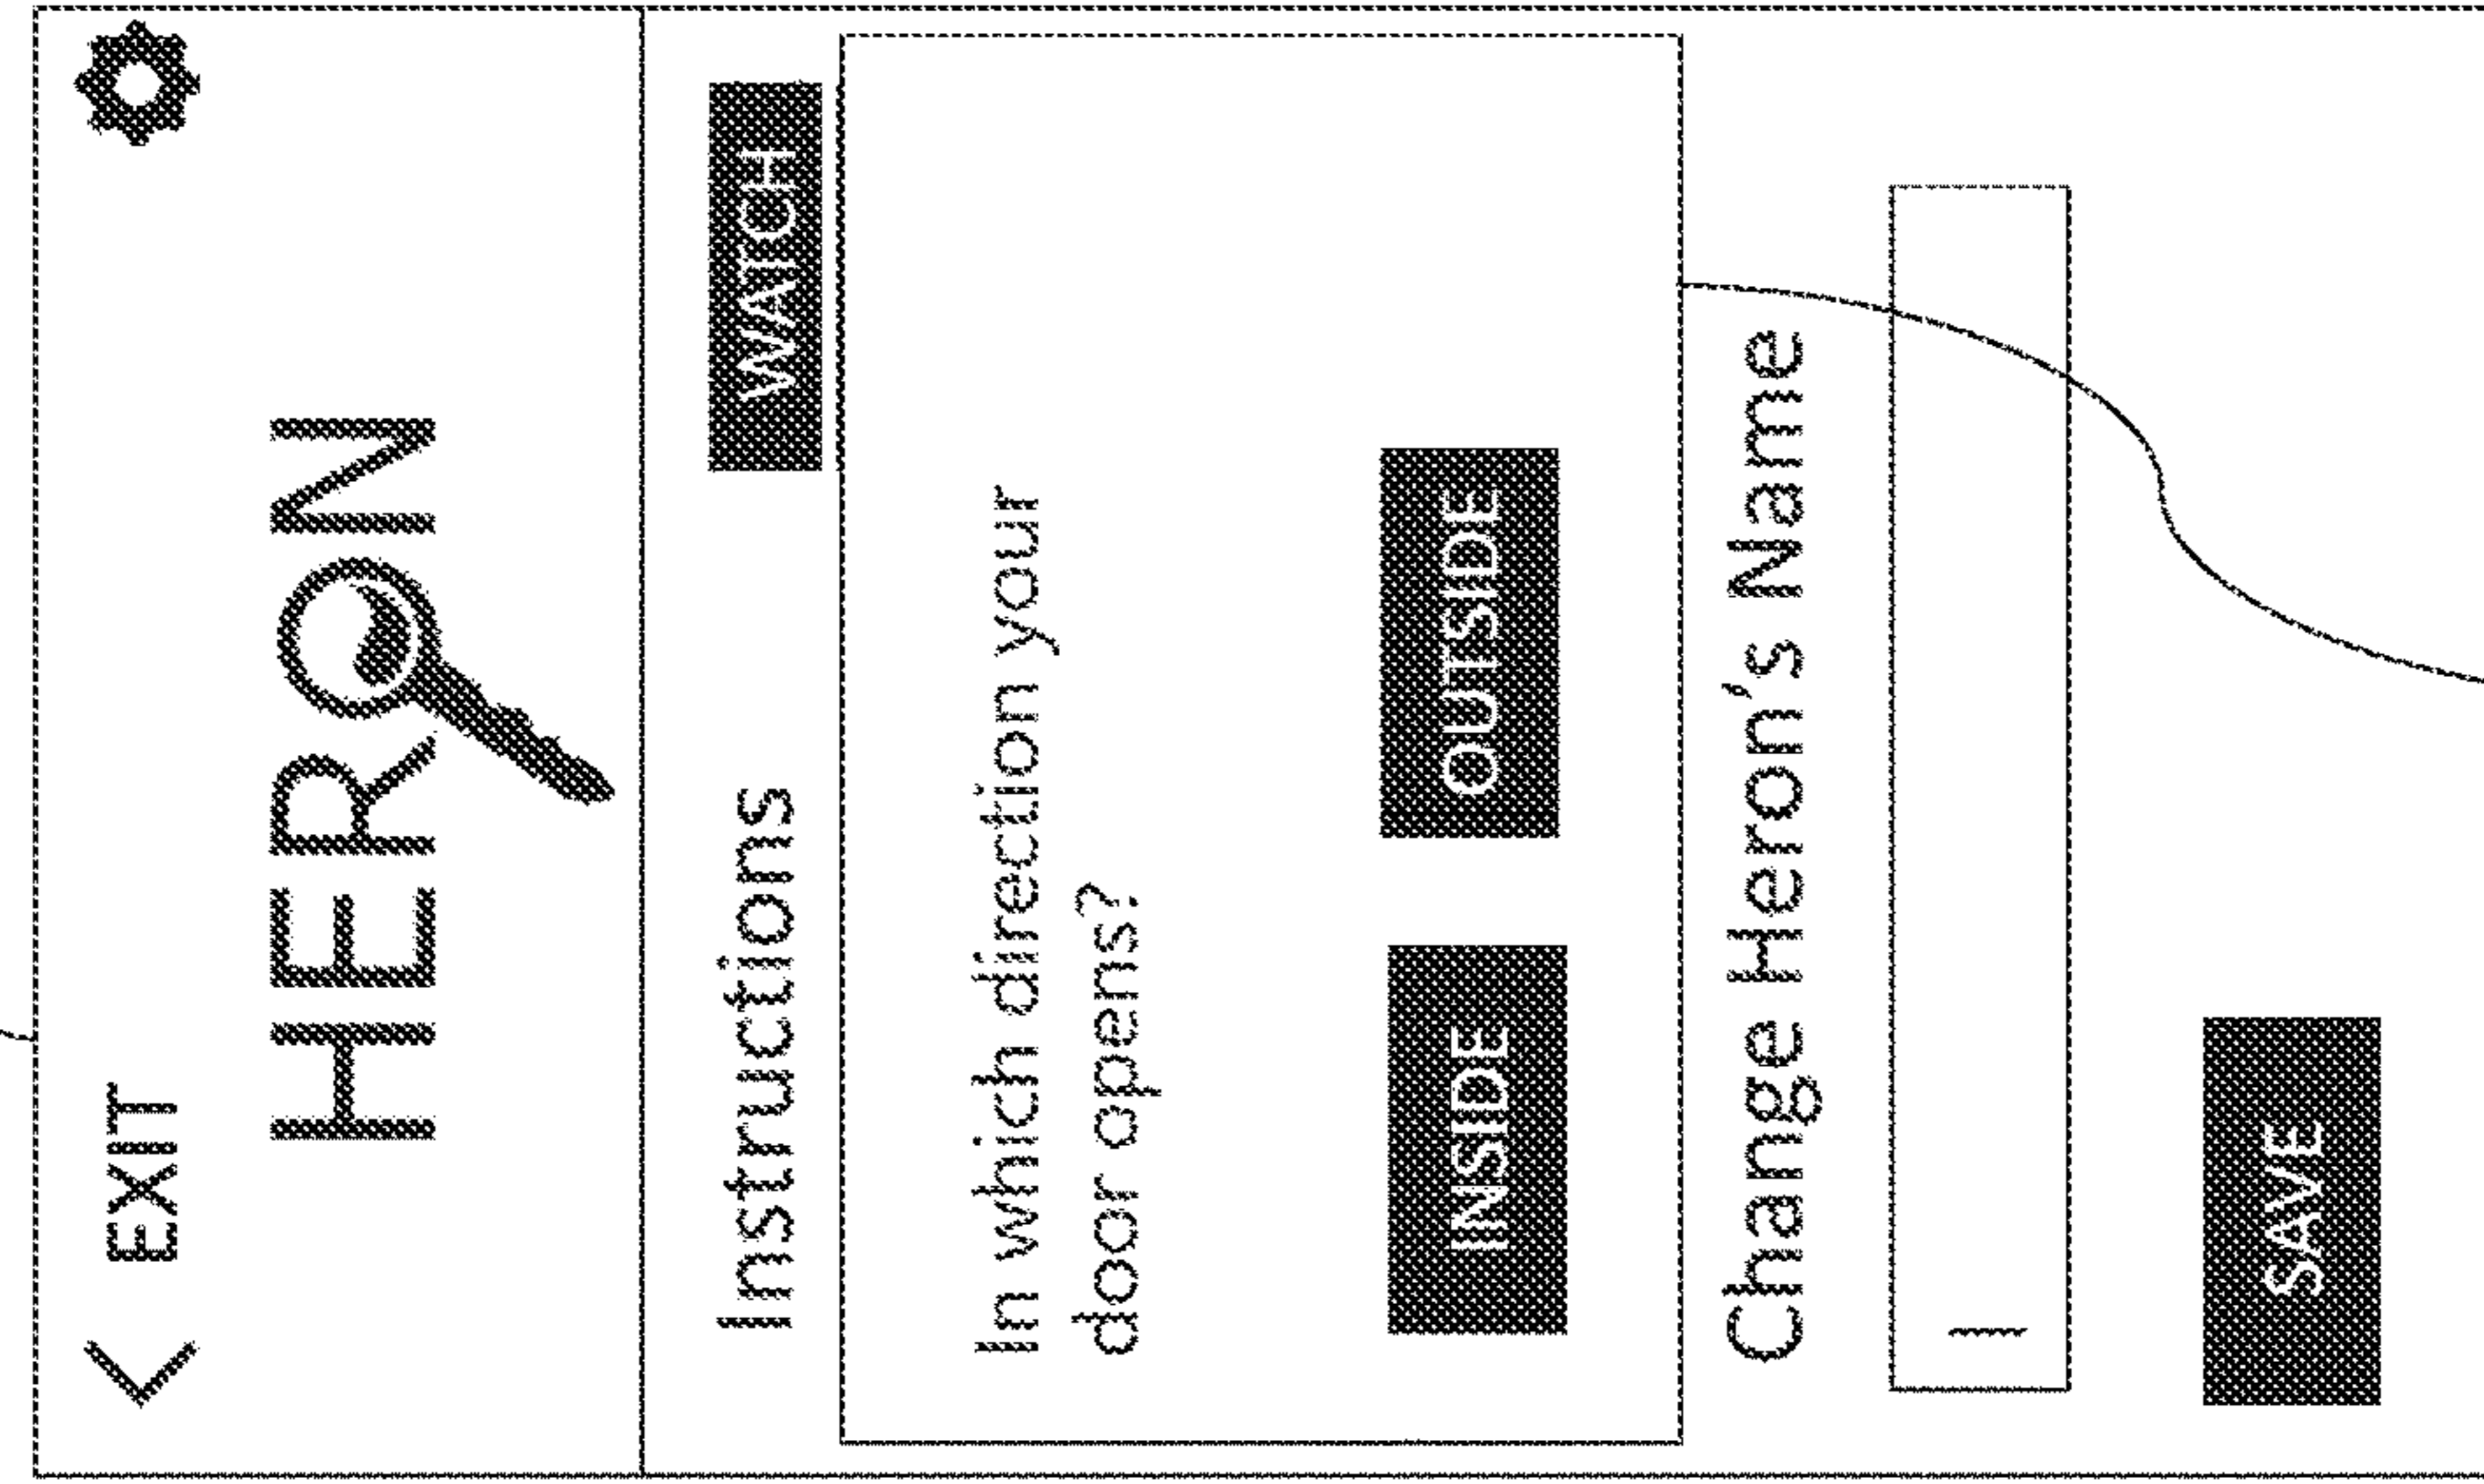 EXIT
HERON
Instructions
WATCH
In which direction your
door opens?
INSIDE
OUTSIDE
Change Heron's Name
SAVE